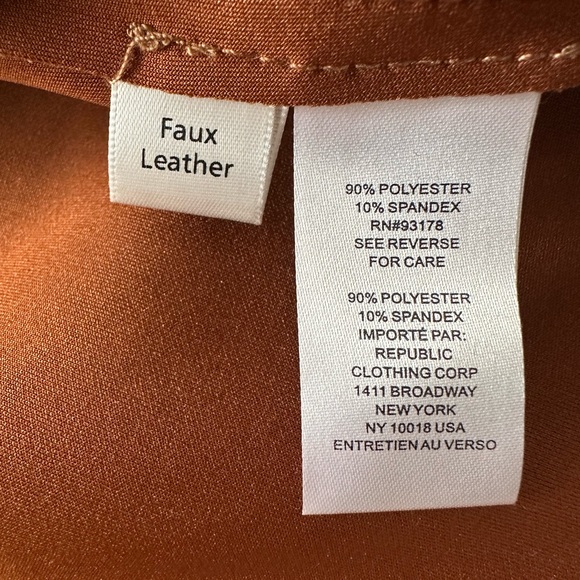 Faux
Leather
90% POLYESTER
10% SPANDEX
RN#93178
SEE REVERSE
FOR CARE
90% POLYESTER
10% SPANDEX
IMPORTÉ PAR:
REPUBLIC
CLOTHING CORP
1411 BROADWAY
NEW YORK
NY 10018 USA
ENTRETIEN AU VERSO